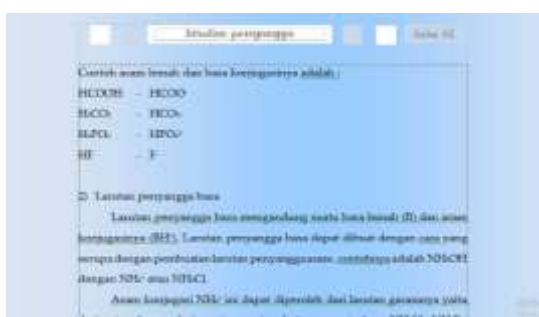 larutan penyangga kelas XI
Contoh asam lemah dan basa konjugasinya adalah :
HCOOH - HCOO-
H2CO3 - HCO3-
H2PO4- - HPO42-
HF - F-
2) Larutan penyangga basa
Larutan penyangga basa mengandung suatu basa lemah (B) dan asam
konjugasinya (BH+). Larutan penyangga basa dapat dibuat dengan cara yang
serupa dengan pembuatan larutan penyangga asam, contohnya adalah NH4OH
dengan NH4+ atau NH4Cl.
Asam konjugasi NH4+ ini dapat diperoleh dari larutan garamnya yaitu